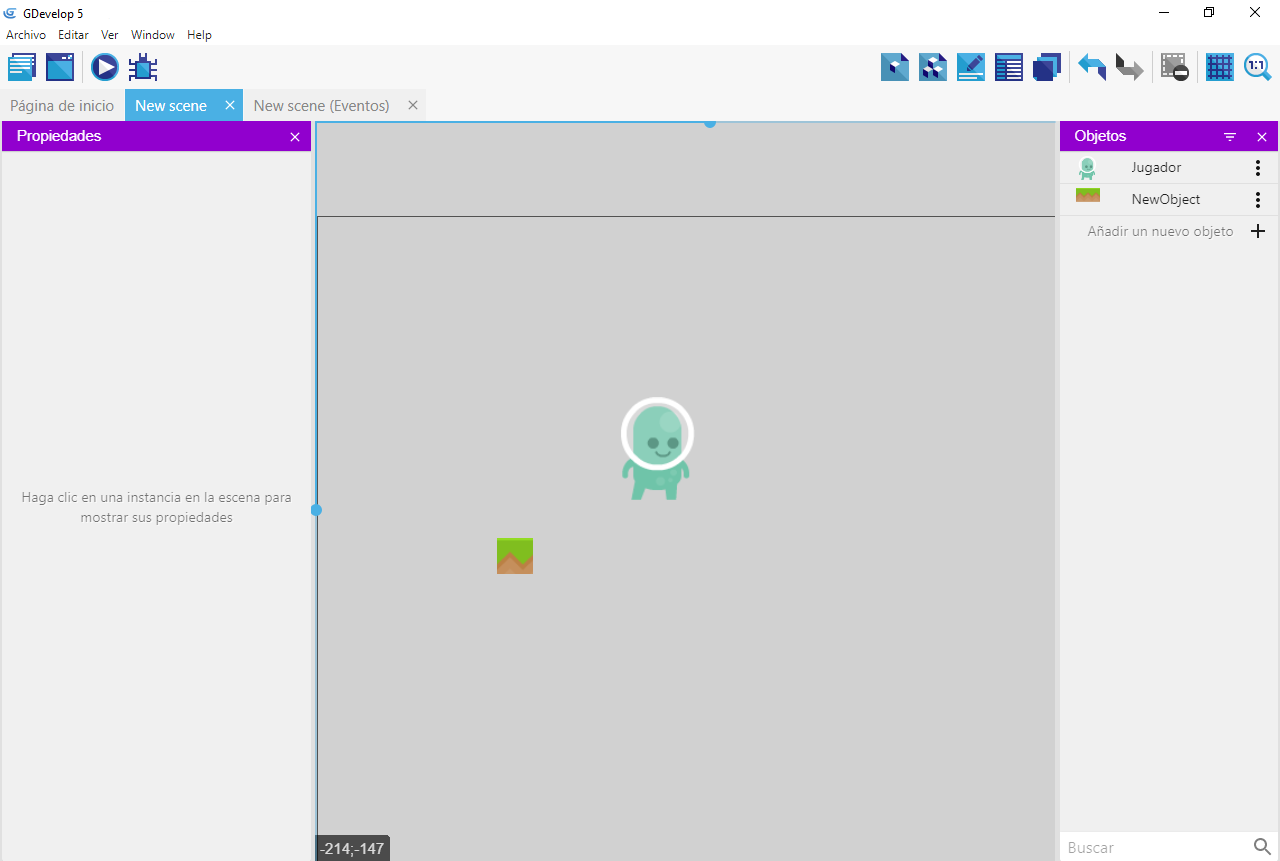 GDevelop 5
Archivo Editar Ver Window Help
1:1
Página de inicio New scene New scene (Eventos)
Propiedades
Objetos
Jugador
NewObject
Añadir un nuevo objeto
Haga clic en una instancia en la escena para
mostrar sus propiedades
-214;-147
Buscar